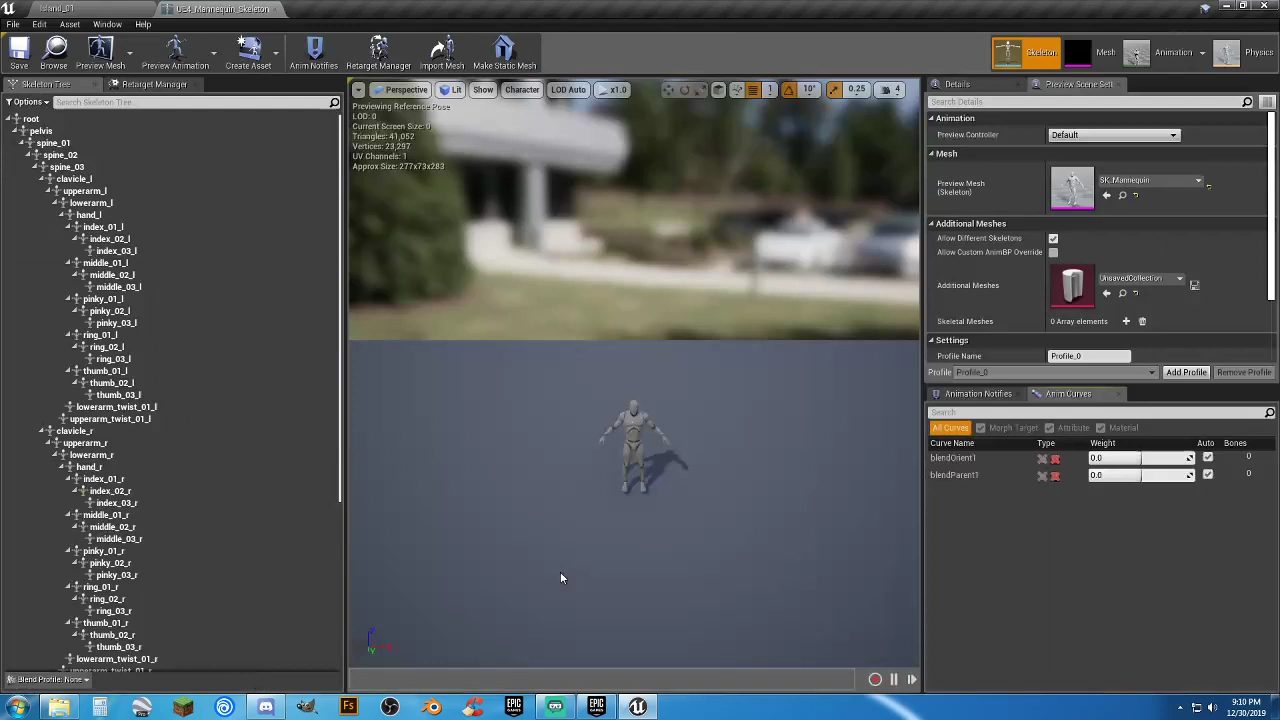 Island_01
UE4_Mannequin_Skeleton
File Edit Asset Window Help
Save Browse Preview Mesh Preview Animation Create Asset Anim Notifies Retarget Manager Import Mesh Make Static Mesh
Skeleton Mesh Animation Physics
Skeleton Tree Retarget Manager
Options Search Skeleton Tree...
root
pelvis
spine_01
spine_02
spine_03
clavicle_l
upperarm_l
lowerarm_l
hand_l
index_01_l
index_02_l
index_03_l
middle_01_l
middle_02_l
middle_03_l
pinky_01_l
pinky_02_l
pinky_03_l
ring_01_l
ring_02_l
ring_03_l
thumb_01_l
thumb_02_l
thumb_03_l
lowerarm_twist_01_l
upperarm_twist_01_l
clavicle_r
upperarm_r
lowerarm_r
hand_r
index_01_r
index_02_r
index_03_r
middle_01_r
middle_02_r
middle_03_r
pinky_01_r
pinky_02_r
pinky_03_r
ring_01_r
ring_02_r
ring_03_r
thumb_01_r
thumb_02_r
thumb_03_r
lowerarm_twist_01_r
upperarm_twist_01_r
Blend Profile: None
Perspective Lit Show Character LOD Auto x1.0 1 10° 0.25 4
Previewing Reference Pose
LOD: 0
Current Screen Size: 0
Triangles: 41,052
Vertices: 23,297
UV Channels: 1
Approx Size: 277x73x283
Details Preview Scene Sett
Search Details
Animation
Preview Controller Default
Mesh
Preview Mesh
(Skeleton)
SK_Mannequin
Additional Meshes
Allow Different Skeletons
Allow Custom AnimBP Override
Additional Meshes UnsavedCollection
Skeletal Meshes 0 Array elements
Settings
Profile Name Profile_0
Profile Profile_0 Add Profile Remove Profile
Animation Notifies Anim Curves
Search
All Curves Morph Target Attribute Material
Curve Name Type Weight Auto Bones
blendOrient1 0.0 0
blendParent1 0.0 0
Z
Y
Pro
Fs
EPIC GAMES
EPIC GAMES
9:10 PM
12/30/2019